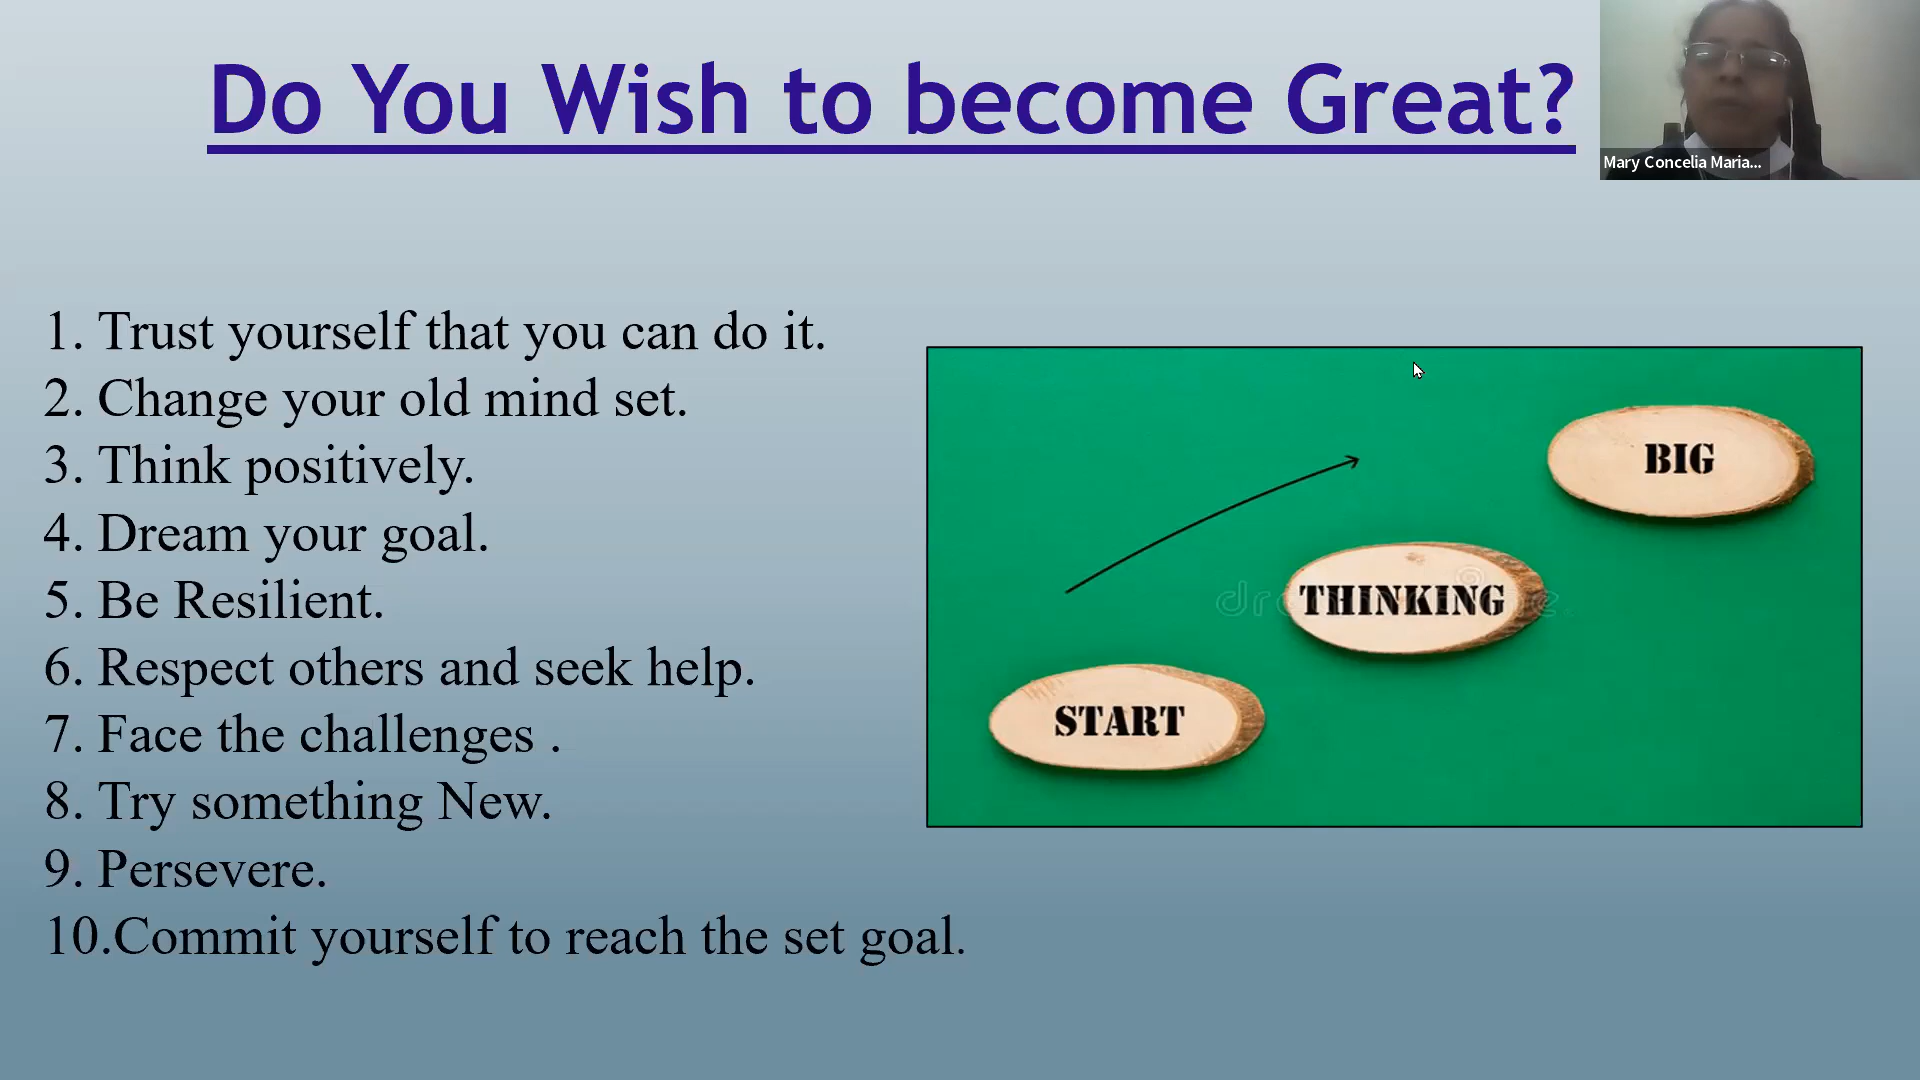 Do You Wish to become Great?
Mary Concelia Maria...
1. Trust yourself that you can do it.
2. Change your old mind set.
3. Think positively.
4. Dream your goal.
5. Be Resilient.
6. Respect others and seek help.
7. Face the challenges .
8. Try something New.
9. Persevere.
10.Commit yourself to reach the set goal.
BIG
THINKING
START